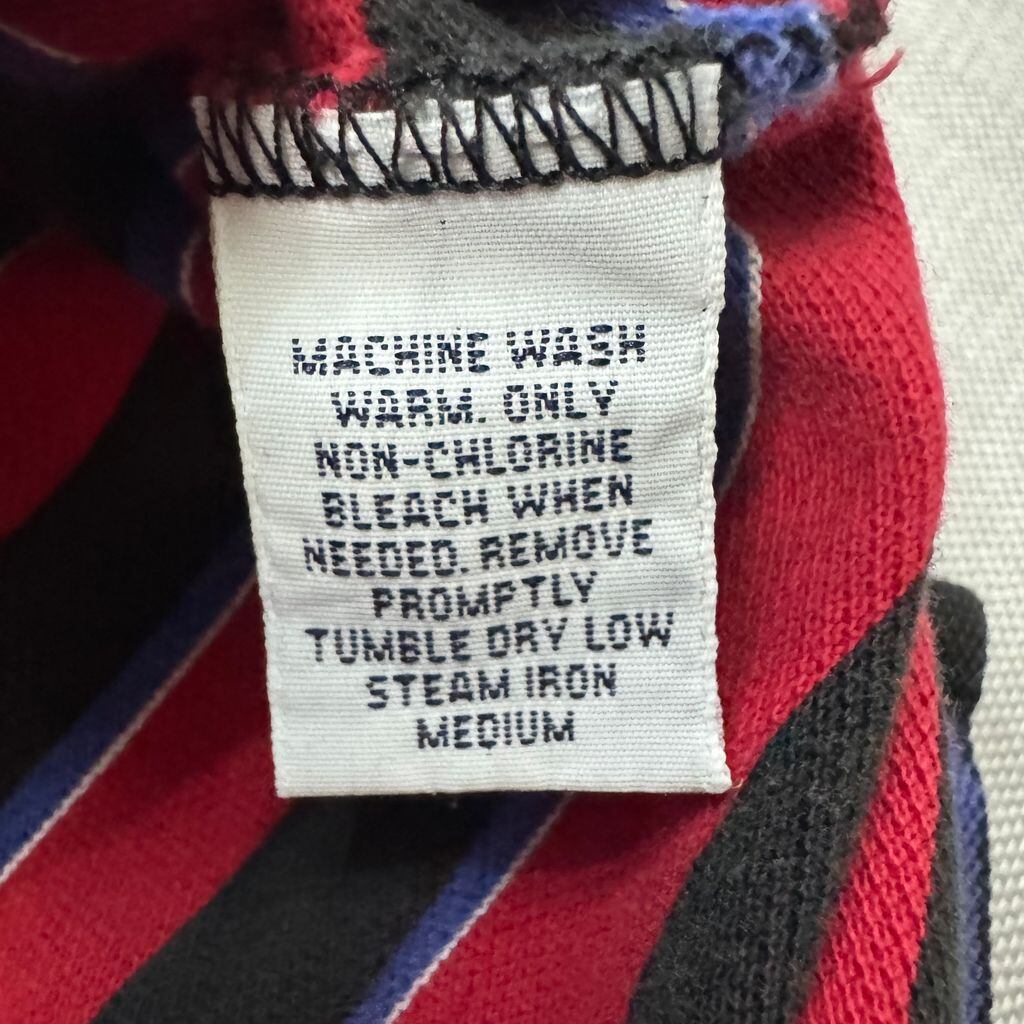 MACHINE WASH
WARM. ONLY
NON-CHLORINE
BLEACH WHEN
NEEDED. REMOVE
PROMPTLY
TUMBLE DRY LOW
STEAM IRON
MEDIUM